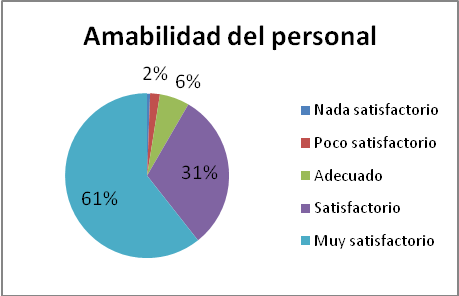 Amabilidad del personal
2%
6%
31%
61%
Nada satisfactorio
Poco satisfactorio
Adecuado
Satisfactorio
Muy satisfactorio